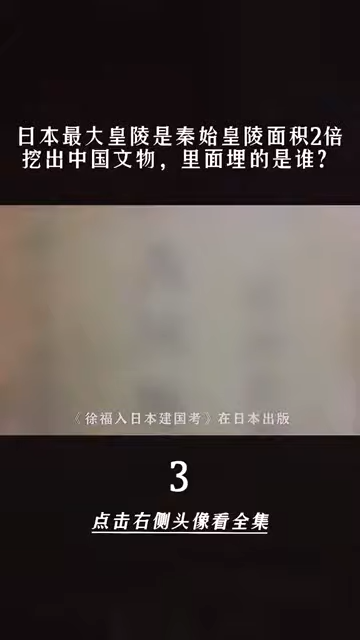 日本最大皇陵是秦始皇陵面积2倍
挖出中国文物，里面埋的是谁？
《徐福入日本建国考》在日本出版
3
点击右侧头像看全集